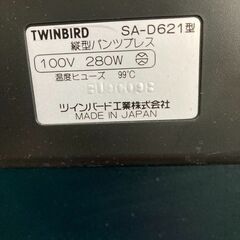 TWINBIRD SA-D621型
縦型パンツプレス
100V 280W
温度ヒューズ 99℃
ツインバード工業株式会社
MADE IN JAPAN